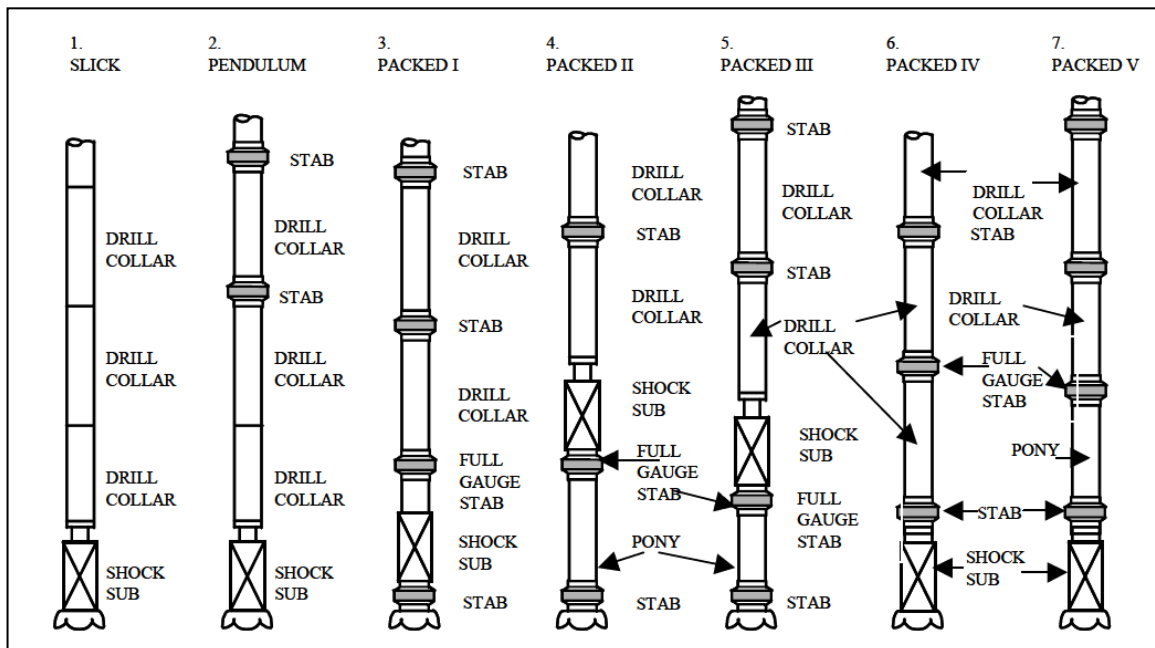 1.
SLICK
DRILL
COLLAR
DRILL
COLLAR
DRILL
COLLAR
SHOCK
SUB
2.
PENDULUM
STAB
DRILL
COLLAR
STAB
DRILL
COLLAR
DRILL
COLLAR
SHOCK
SUB
3.
PACKED I
STAB
DRILL
COLLAR
STAB
DRILL
COLLAR
FULL
GAUGE
STAB
SHOCK
SUB
STAB
4.
PACKED II
DRILL
COLLAR
STAB
DRILL
COLLAR
SHOCK
SUB
FULL
GAUGE
STAB
PONY
STAB
5.
PACKED III
STAB
DRILL
COLLAR
STAB
DRILL
COLLAR
SHOCK
SUB
FULL
GAUGE
STAB
STAB
6.
PACKED IV
DRILL
COLLAR
STAB
DRILL
COLLAR
FULL
GAUGE
STAB
STAB
SHOCK
SUB
7.
PACKED V
PONY